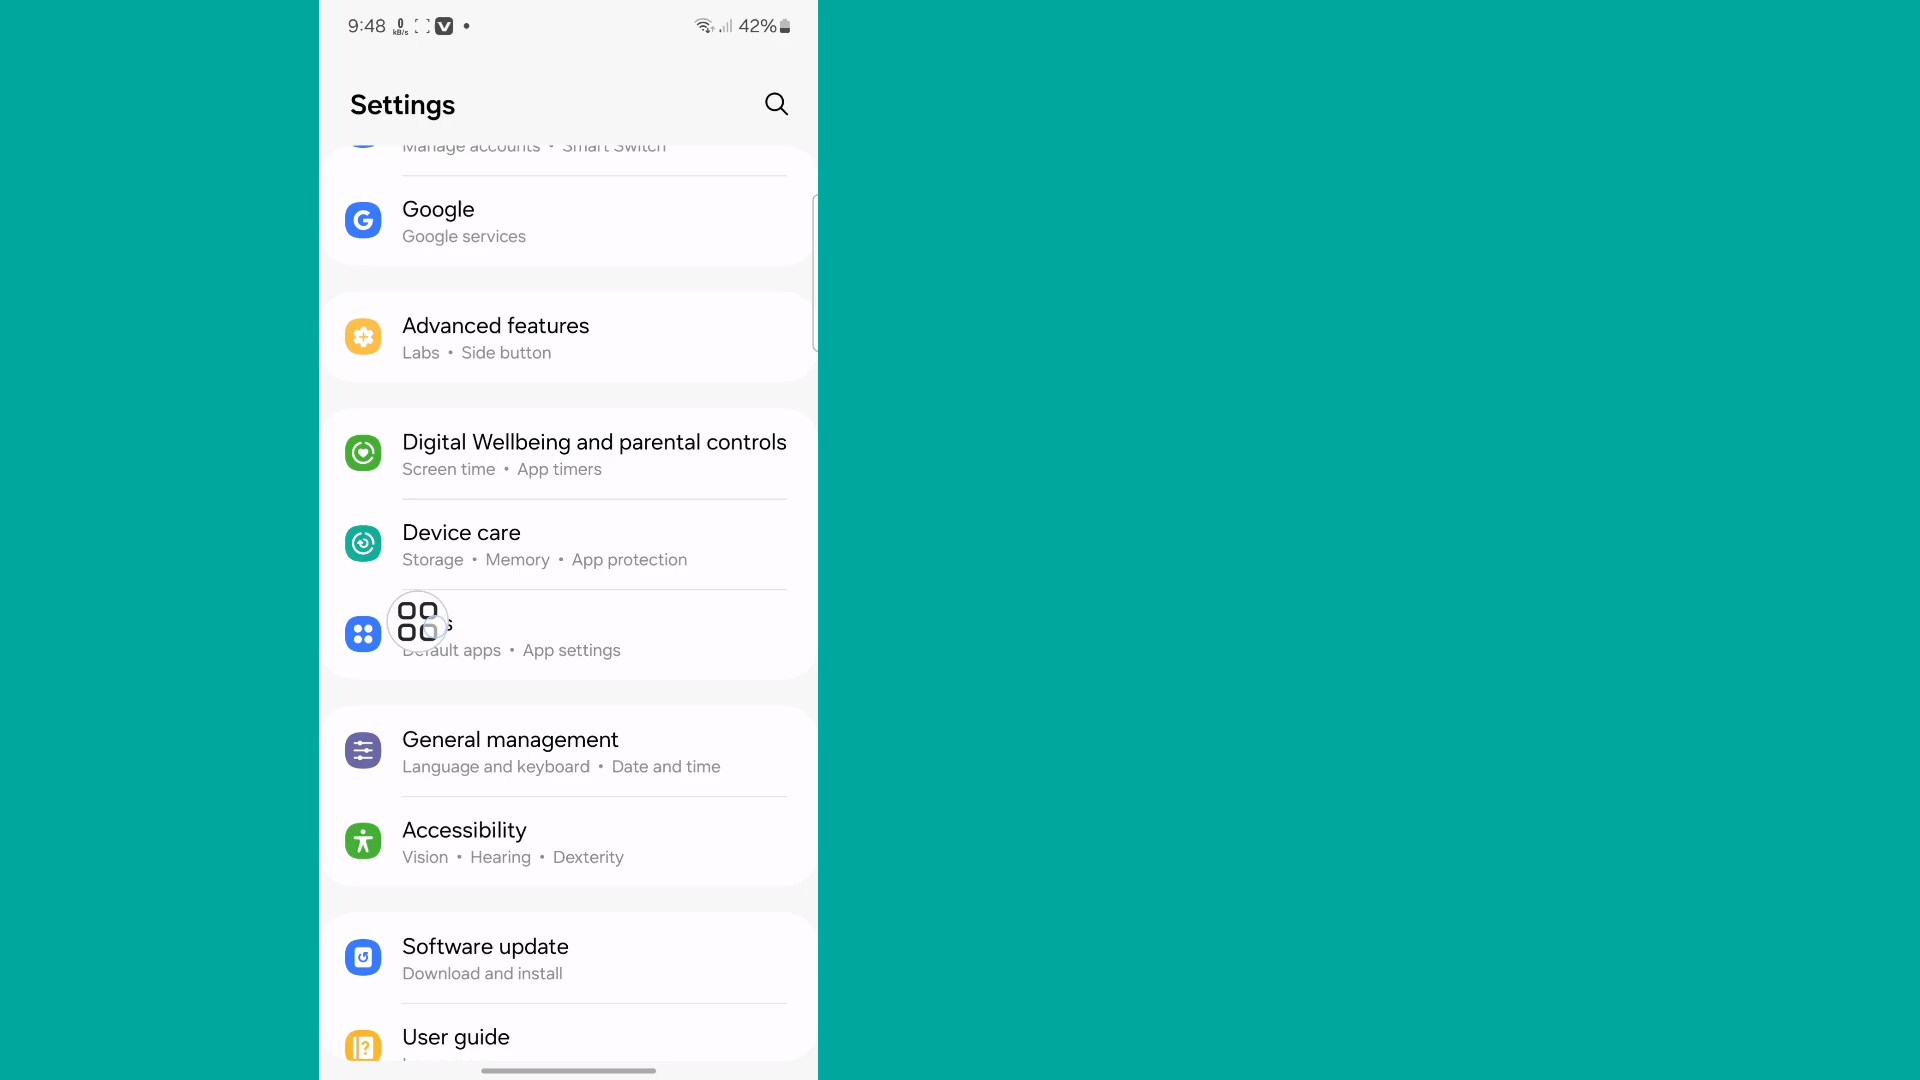 9:48 0 kB/s V 42%
Settings
Manage accounts • Smart Switch
G Google
Google services
Advanced features
Labs • Side button
Digital Wellbeing and parental controls
Screen time • App timers
Device care
Storage • Memory • App protection
apps • App settings
General management
Language and keyboard • Date and time
Accessibility
Vision • Hearing • Dexterity
Software update
Download and install
? User guide